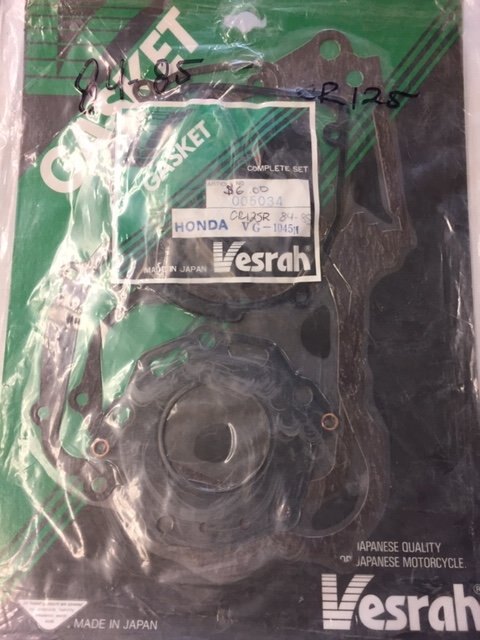 GASKET
84-85
CR125
GASKET
COMPLETE SET
$6.00
005034
CR125R 84-85
HONDA VG-1045
MADE IN JAPAN Vesrah
JAPANESE QUALITY
JAPANESE MOTORCYCLE.
MADE IN JAPAN
Vesrah®